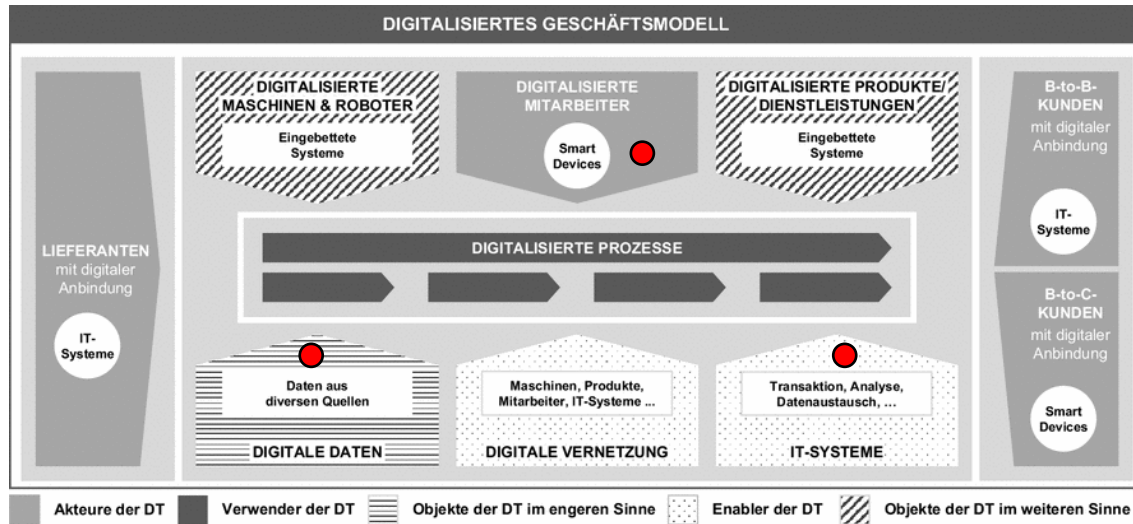 DIGITALISIERTES GESCHÄFTSMODELL
LIEFERANTEN
mit digitaler
Anbindung
IT-
Systeme
DIGITALISIERTE
MASCHINEN & ROBOTER
Eingebettete
Systeme
DIGITALISIERTE
MITARBEITER
Smart
Devices
DIGITALISIERTE PRODUKTE/
DIENSTLEISTUNGEN
Eingebettete
Systeme
DIGITALISIERTE PROZESSE
Daten aus
diversen Quellen
DIGITALE DATEN
Maschinen, Produkte,
Mitarbeiter, IT-Systeme ...
DIGITALE VERNETZUNG
Transaktion, Analyse,
Datenaustausch, ...
IT-SYSTEME
B-to-B-
KUNDEN
mit digitaler
Anbindung
IT-
Systeme
B-to-C-
KUNDEN
mit digitaler
Anbindung
Smart
Devices
Akteure der DT
Verwender der DT
Objekte der DT im engeren Sinne
Enabler der DT
Objekte der DT im weiteren Sinne